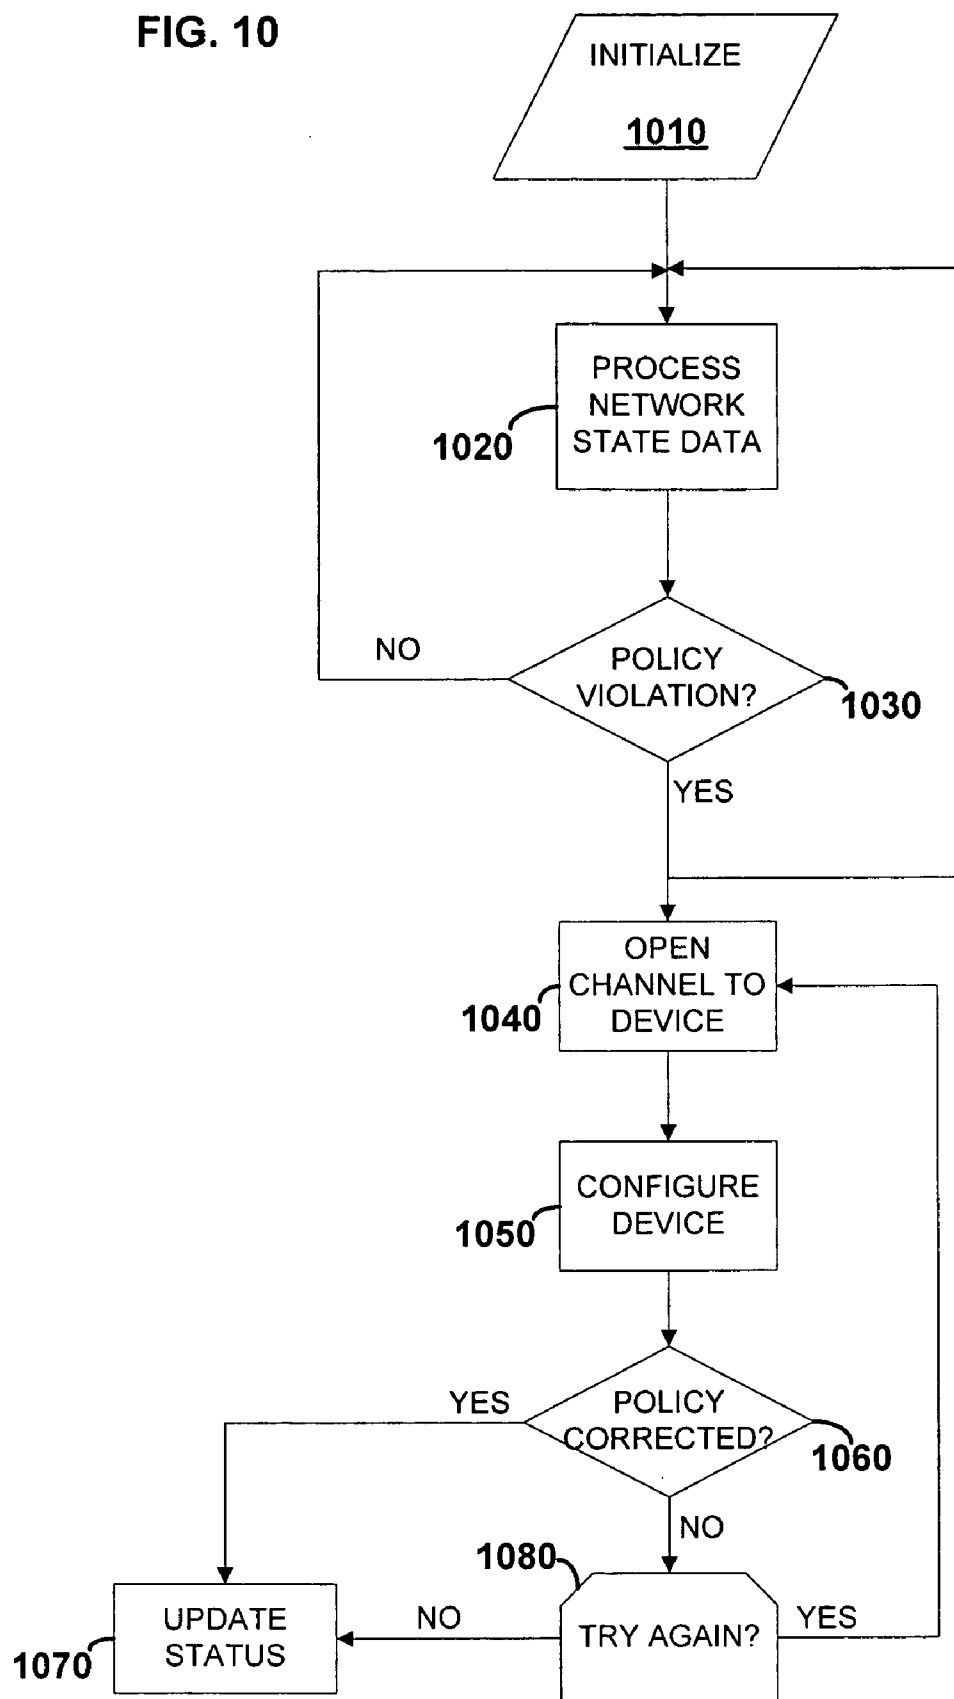 FIG. 10
INITIALIZE
1010
PROCESS
NETWORK
STATE DATA
1020
NO
POLICY
VIOLATION?
1030
YES
OPEN
CHANNEL TO
DEVICE
1040
CONFIGURE
DEVICE
1050
YES
POLICY
CORRECTED?
1060
NO
1080
UPDATE
STATUS
1070
NO
TRY AGAIN?
YES